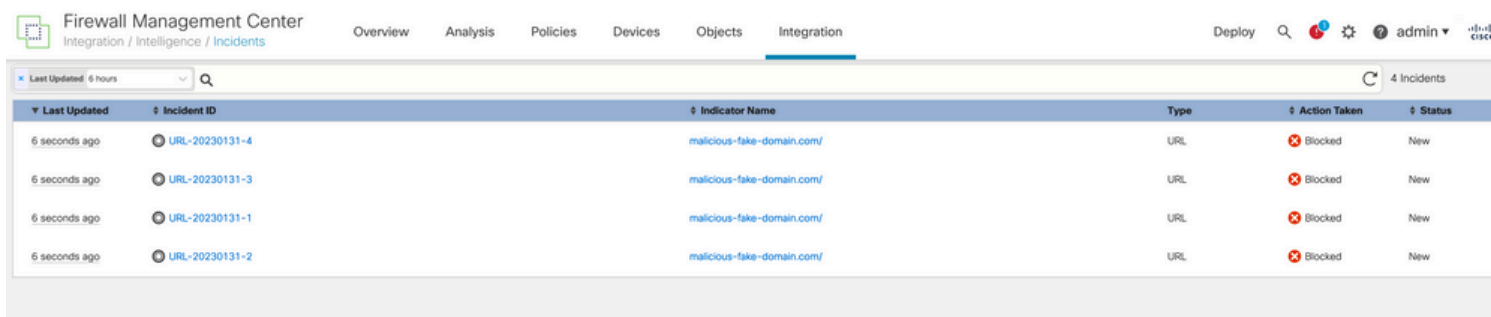 Firewall Management Center
Integration / Intelligence / Incidents
Overview Analysis Policies Devices Objects Integration
Deploy 1 admin
cisco
× Last Updated 6 hours
4 Incidents
Last Updated Incident ID Indicator Name Type Action Taken Status
6 seconds ago URL-20230131-4 malicious-fake-domain.com/ URL Blocked New
6 seconds ago URL-20230131-3 malicious-fake-domain.com/ URL Blocked New
6 seconds ago URL-20230131-1 malicious-fake-domain.com/ URL Blocked New
6 seconds ago URL-20230131-2 malicious-fake-domain.com/ URL Blocked New